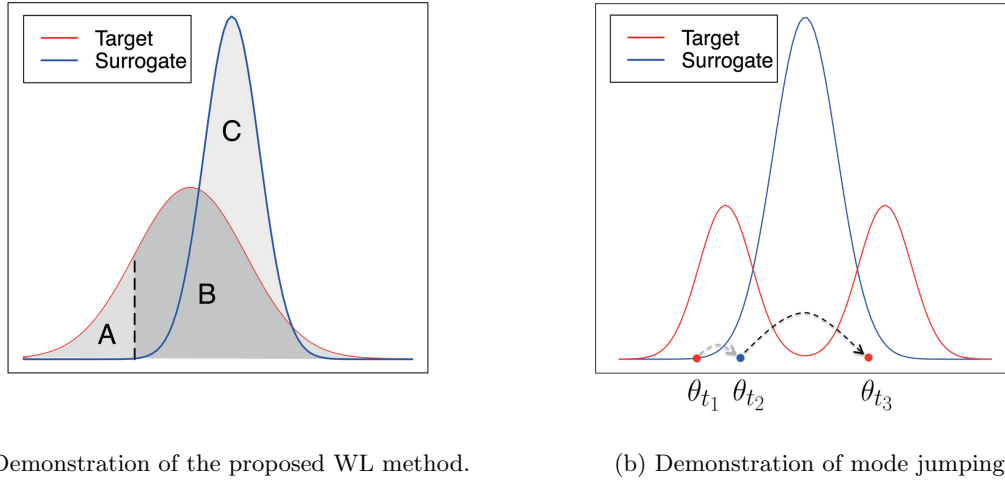 Target
Surrogate
C
B
A
Target
Surrogate
θt1 θt2 θt3
Demonstration of the proposed WL method.
(b) Demonstration of mode jumping